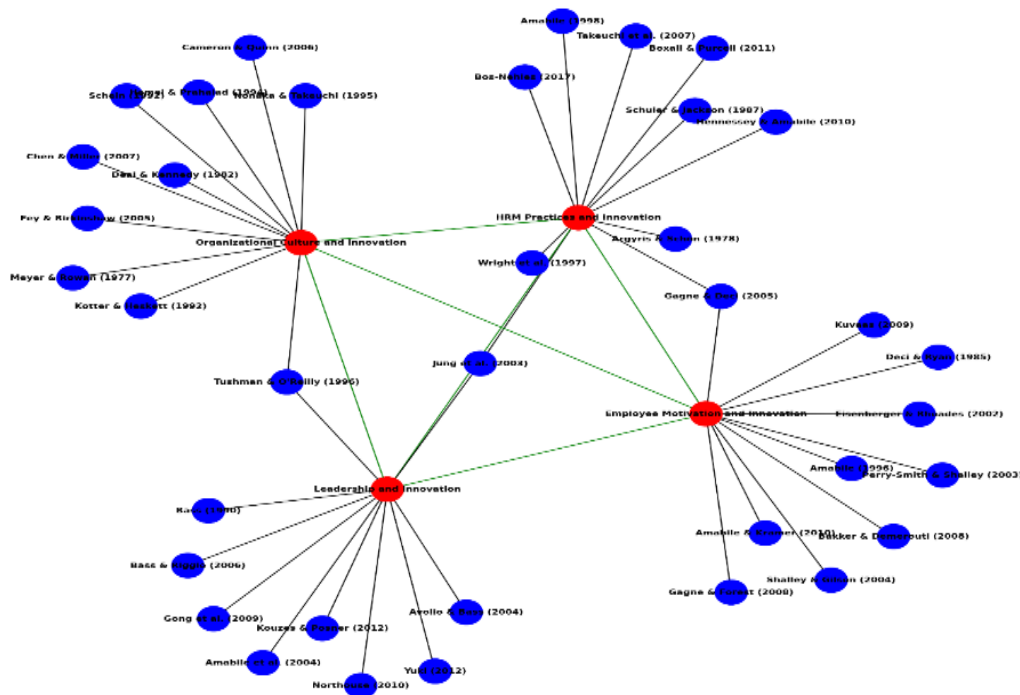 Amabile (1998)
Takeuchi et al. (2007)
Cameron & Quinn (2006)
Boxall & Purcell (2011)
Bos-Nehles (2017)
Schein (1992)
Hamel & Prahalad (1994)
Nonaka & Takeuchi (1995)
Schuler & Jackson (1987)
Hennessey & Amabile (2010)
Chen & (2007)
Deal & Kennedy (1982)
Fey & Birkinshaw (2005)
HRM Practices and Innovation
Organizational Culture and Innovation
Argyris & Schon (1978)
Wright et al. (1997)
Meyer & Rowan (1977)
Gagne & Deci (2005)
Kotter & Heskett (1992)
Kuvaas (2009)
Deci & Ryan (1985)
Jung et al. (2003)
Tushman & O'Reilly (1996)
Employee Motivation and Innovation
Eisenberger & Rhoades (2002)
Amabile (1996)
Perry-Smith & Shalley (2003)
Leadership and Innovation
Bass
Amabile & Kramer (2010)
Bakker & Demerouti (2008)
Bass & Riggio (2006)
Shalley & Gilson (2004)
Gagne & Forest (2008)
Avolio & Bass (2004)
Gong et al. (2009)
Kouzes & Posner (2012)
Amabile et al. (2004)
Yukl (2012)
Northouse (2010)